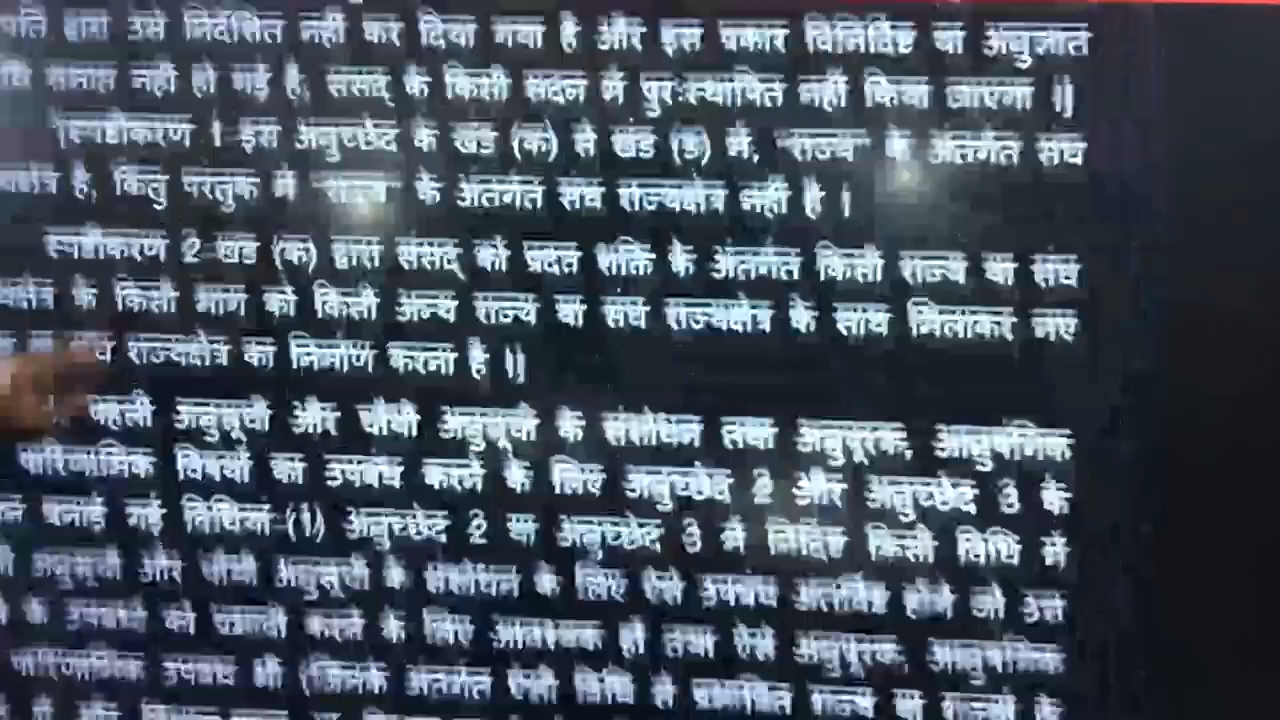 द्वारा उसे निर्देशित नहीं कर दिया गया है और इस प्रकार विनिर्दिष्ट या अनुज्ञात
समाप्त नहीं हो गई है, संसद् के किसी सदन में पुरःस्थापित नहीं किया जाएगा ।]
[स्पष्टीकरण 1 इस अनुच्छेद के खंड (क) से खंड (ङ) में, "राज्य" के अंतर्गत संघ
है, किंतु परंतुक में "राज्य" के अंतर्गत संघ राज्यक्षेत्र नहीं है ।
स्पष्टीकरण 2 खंड (क) द्वारा संसद् को प्रदत्त शक्ति के अंतर्गत किसी राज्य या संघ
के किसी भाग को किसी अन्य राज्य या संघ राज्यक्षेत्र के साथ मिलाकर नए
राज्यक्षेत्र का निर्माण करना है ।]
पहली अनुसूची और चौथी अनुसूची के संशोधन तथा अनुपूरक, आनुषंगिक
पारिणामिक विषयों का उपबंध करने के लिए अनुच्छेद 2 और अनुच्छेद 3 के
बनाई गई विधियां-(1) अनुच्छेद 2 या अनुच्छेद 3 में निर्दिष्ट किसी विधि में
अनुसूची और चौथी अनुसूची के संशोधन के लिए ऐसे उपबंध अंतर्विष्ट होंगे जो उस
के उपबंधों को प्रभावी करने के लिए आवश्यक हों तथा ऐसे अनुपूरक, आनुषंगिक
पारिणामिक उपबंध भी (जिनके अंतर्गत ऐसी विधि से प्रभावित राज्य या राज्यों के